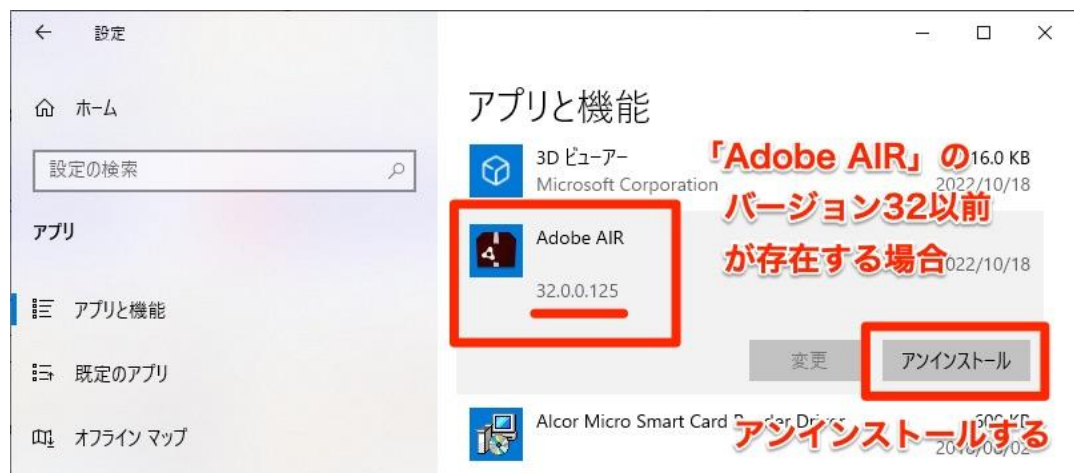 設定
ホーム
設定の検索
アプリ
アプリと機能
既定のアプリ
オフライン マップ
アプリと機能
3D ビューアー
16.0 KB
Microsoft Corporation
2022/10/18
「Adobe AIR」の
バージョン32以前
が存在する場合
Adobe AIR
022/10/18
32.0.0.125
変更
アンインストール
Alcor Micro Smart Card
アンインストールする